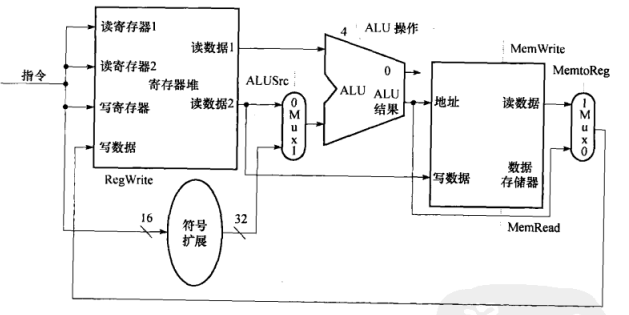 指令
读寄存器1
读寄存器2
写寄存器
写数据
寄存器堆
读数据1
读数据2
RegWrite
16
符号
扩展
32
ALUSrc
0
M
u
x
1
4
ALU 操作
0
ALU
ALU
结果
MemWrite
地址
写数据
读数据
数据
存储器
MemRead
MemtoReg
1
M
u
x
0